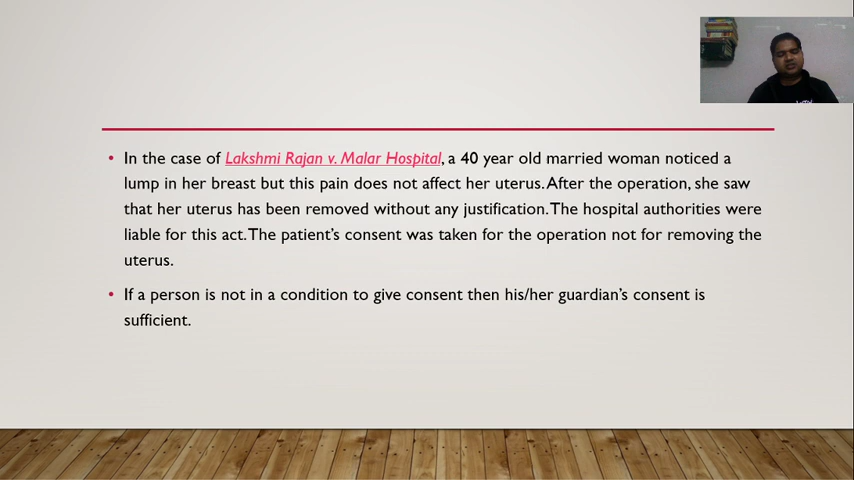 In the case of Lakshmi Rajan v. Malar Hospital, a 40 year old married woman noticed a
lump in her breast but this pain does not affect her uterus. After the operation, she saw
that her uterus has been removed without any justification. The hospital authorities were
liable for this act. The patient's consent was taken for the operation not for removing the
uterus.
If a person is not in a condition to give consent then his/her guardian's consent is
sufficient.